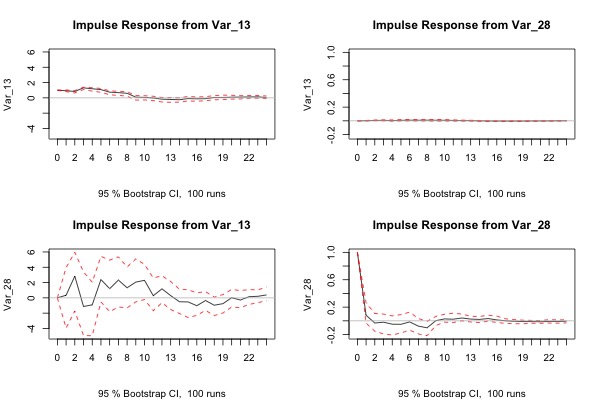 Impulse Response from Var_13
Var_13
-4 0 2 4 6
0 2 4 6 8 10 13 16 19 22
95 % Bootstrap CI, 100 runs
Impulse Response from Var_28
Var_13
-0.2 0.2 0.6 1.0
0 2 4 6 8 10 13 16 19 22
95 % Bootstrap CI, 100 runs
Impulse Response from Var_13
Var_28
-4 0 2 4 6
0 2 4 6 8 10 13 16 19 22
95 % Bootstrap CI, 100 runs
Impulse Response from Var_28
Var_28
-0.2 0.2 0.6 1.0
0 2 4 6 8 10 13 16 19 22
95 % Bootstrap CI, 100 runs